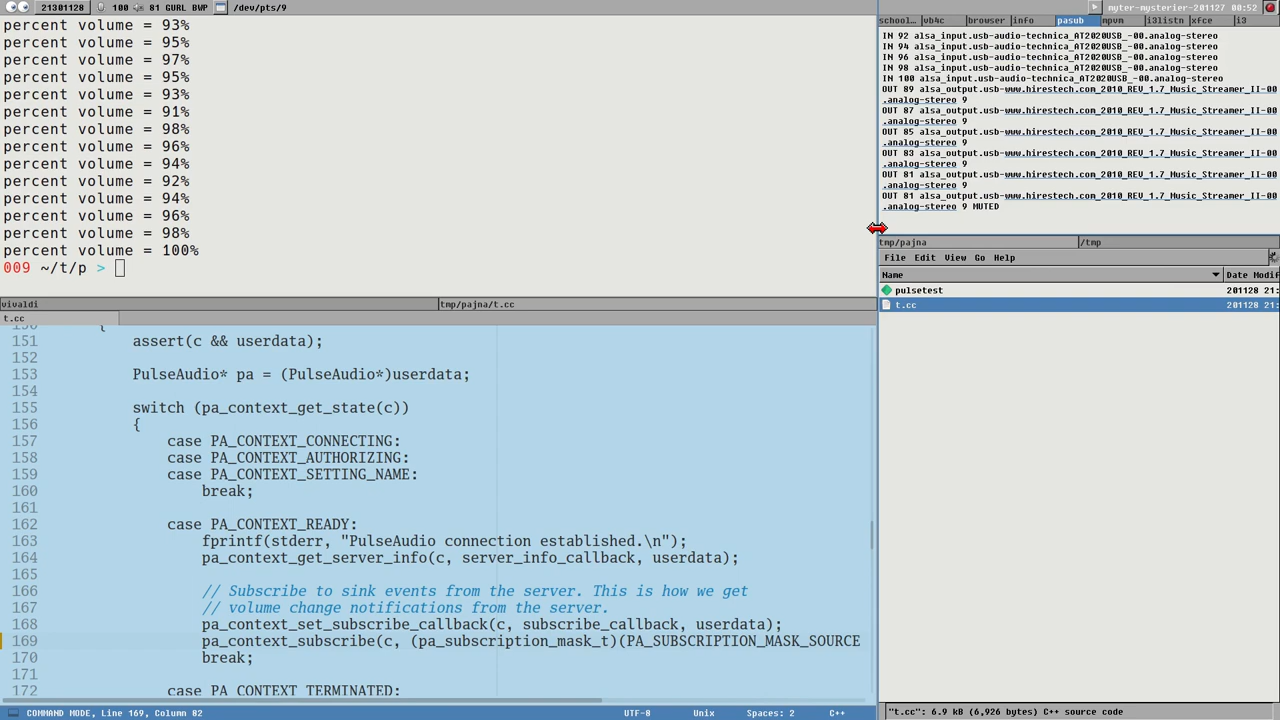 21301128 100 81 GURL BWP /dev/pts/9
percent volume = 93%
percent volume = 95%
percent volume = 97%
percent volume = 95%
percent volume = 93%
percent volume = 91%
percent volume = 98%
percent volume = 96%
percent volume = 94%
percent volume = 92%
percent volume = 94%
percent volume = 96%
percent volume = 98%
percent volume = 100%
009 ~/t/p >
vivaldi tmp/pajna/t.cc
t.cc
151 assert(c && userdata);
152
153 PulseAudio* pa = (PulseAudio*)userdata;
154
155 switch (pa_context_get_state(c))
156 {
157 case PA_CONTEXT_CONNECTING:
158 case PA_CONTEXT_AUTHORIZING:
159 case PA_CONTEXT_SETTING_NAME:
160 break;
161
162 case PA_CONTEXT_READY:
163 fprintf(stderr, "PulseAudio connection established.\n");
164 pa_context_get_server_info(c, server_info_callback, userdata);
165
166 // Subscribe to sink events from the server. This is how we get
167 // volume change notifications from the server.
168 pa_context_set_subscribe_callback(c, subscribe_callback, userdata);
169 pa_context_subscribe(c, (pa_subscription_mask_t)(PA_SUBSCRIPTION_MASK_SOURCE
170 break;
171
172 case PA_CONTEXT_TERMINATED:
COMMAND MODE, Line 169, Column 82 UTF-8 Unix Spaces: 2 C++
myter-mysterier-201127 00:52
school... vb4c browser info pasub mpvm i3listn xfce i3
IN 92 alsa_input.usb-audio-technica_AT2020USB_-00.analog-stereo
IN 94 alsa_input.usb-audio-technica_AT2020USB_-00.analog-stereo
IN 96 alsa_input.usb-audio-technica_AT2020USB_-00.analog-stereo
IN 98 alsa_input.usb-audio-technica_AT2020USB_-00.analog-stereo
IN 100 alsa_input.usb-audio-technica_AT2020USB_-00.analog-stereo
OUT 89 alsa_output.usb-www.hirestech.com_2010_REV_1.7_Music_Streamer_II-00
.analog-stereo 9
OUT 87 alsa_output.usb-www.hirestech.com_2010_REV_1.7_Music_Streamer_II-00
.analog-stereo 9
OUT 85 alsa_output.usb-www.hirestech.com_2010_REV_1.7_Music_Streamer_II-00
.analog-stereo 9
OUT 83 alsa_output.usb-www.hirestech.com_2010_REV_1.7_Music_Streamer_II-00
.analog-stereo 9
OUT 81 alsa_output.usb-www.hirestech.com_2010_REV_1.7_Music_Streamer_II-00
.analog-stereo 9
OUT 81 alsa_output.usb-www.hirestech.com_2010_REV_1.7_Music_Streamer_II-00
.analog-stereo 9 MUTED
tmp/pajna /tmp
File Edit View Go Help
Name Date Modi
pulsetest 201128 21:
t.cc 201128 21:
"t.cc": 6.9 kB (6,926 bytes) C++ source code